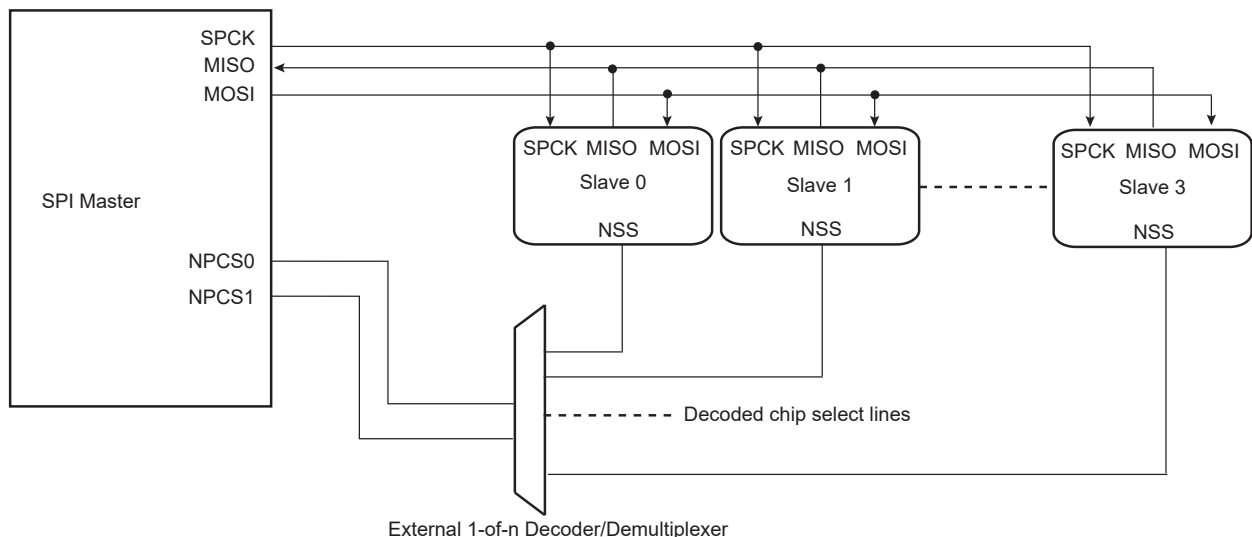 SPCK
MISO
MOSI
SPI Master
NPCS0
NPCS1
SPCK MISO MOSI
Slave 0
NSS
SPCK MISO MOSI
Slave 1
NSS
SPCK MISO MOSI
Slave 3
NSS
Decoded chip select lines
External 1-of-n Decoder/Demultiplexer